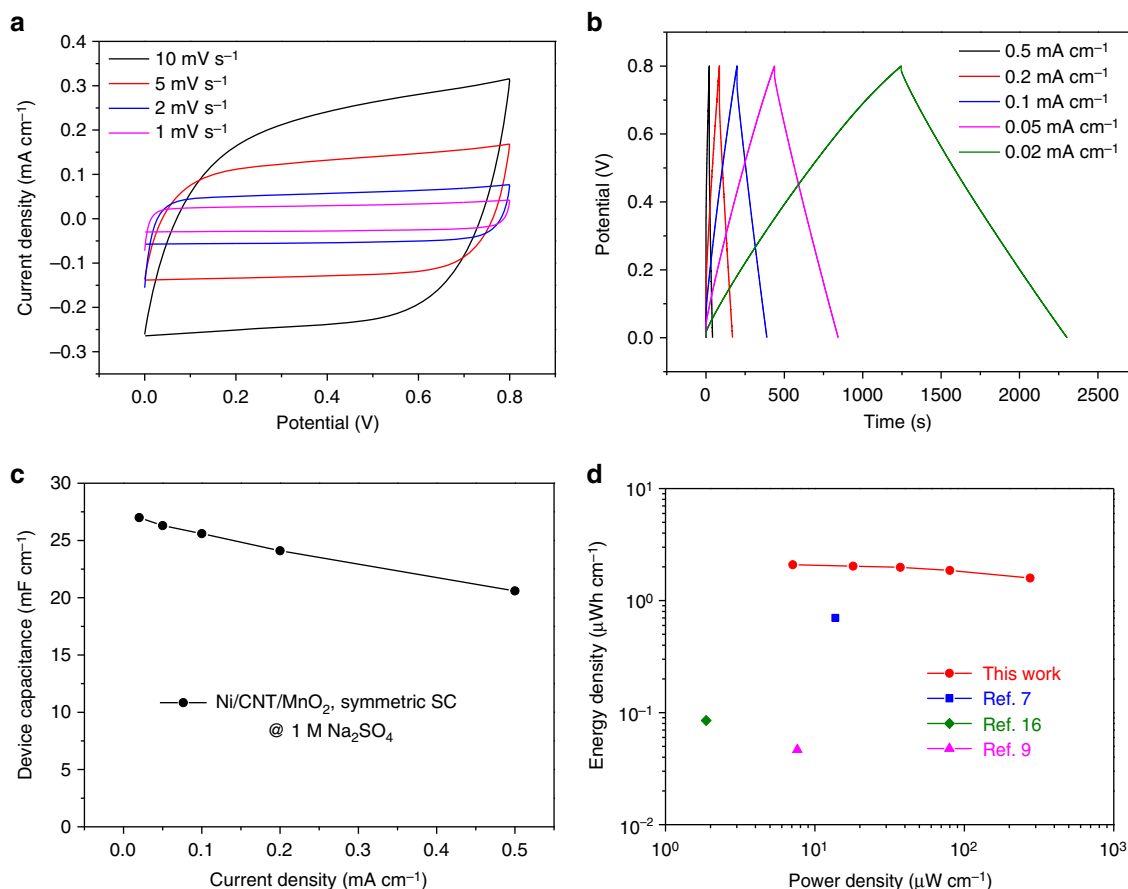 a
0.4
0.3
0.2
0.1
0.0
−0.1
−0.2
−0.3
Current density (mA cm⁻¹)
10 mV s⁻¹
5 mV s⁻¹
2 mV s⁻¹
1 mV s⁻¹
0.0 0.2 0.4 0.6 0.8
Potential (V)
b
0.8
0.6
0.4
0.2
0.0
Potential (V)
0.5 mA cm⁻¹
0.2 mA cm⁻¹
0.1 mA cm⁻¹
0.05 mA cm⁻¹
0.02 mA cm⁻¹
0 500 1000 1500 2000 2500
Time (s)
c
30
25
20
15
10
5
0
Device capacitance (mF cm⁻¹)
Ni/CNT/MnO₂, symmetric SC
@ 1 M Na₂SO₄
0.0 0.1 0.2 0.3 0.4 0.5
Current density (mA cm⁻¹)
d
10¹
10⁰
10⁻¹
10⁻²
Energy density (μWh cm⁻¹)
This work
Ref. 7
Ref. 16
Ref. 9
10⁰ 10¹ 10² 10³
Power density (μW cm⁻¹)